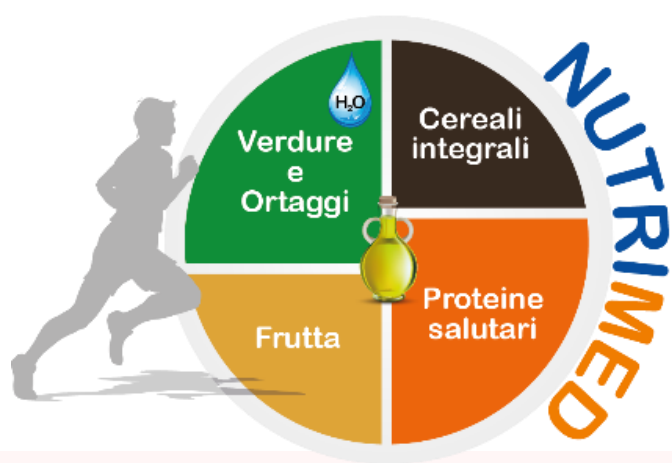 H₂O
Verdure
e
Ortaggi
Cereali
integrali
Frutta
Proteine
salutari
NUTRIMED